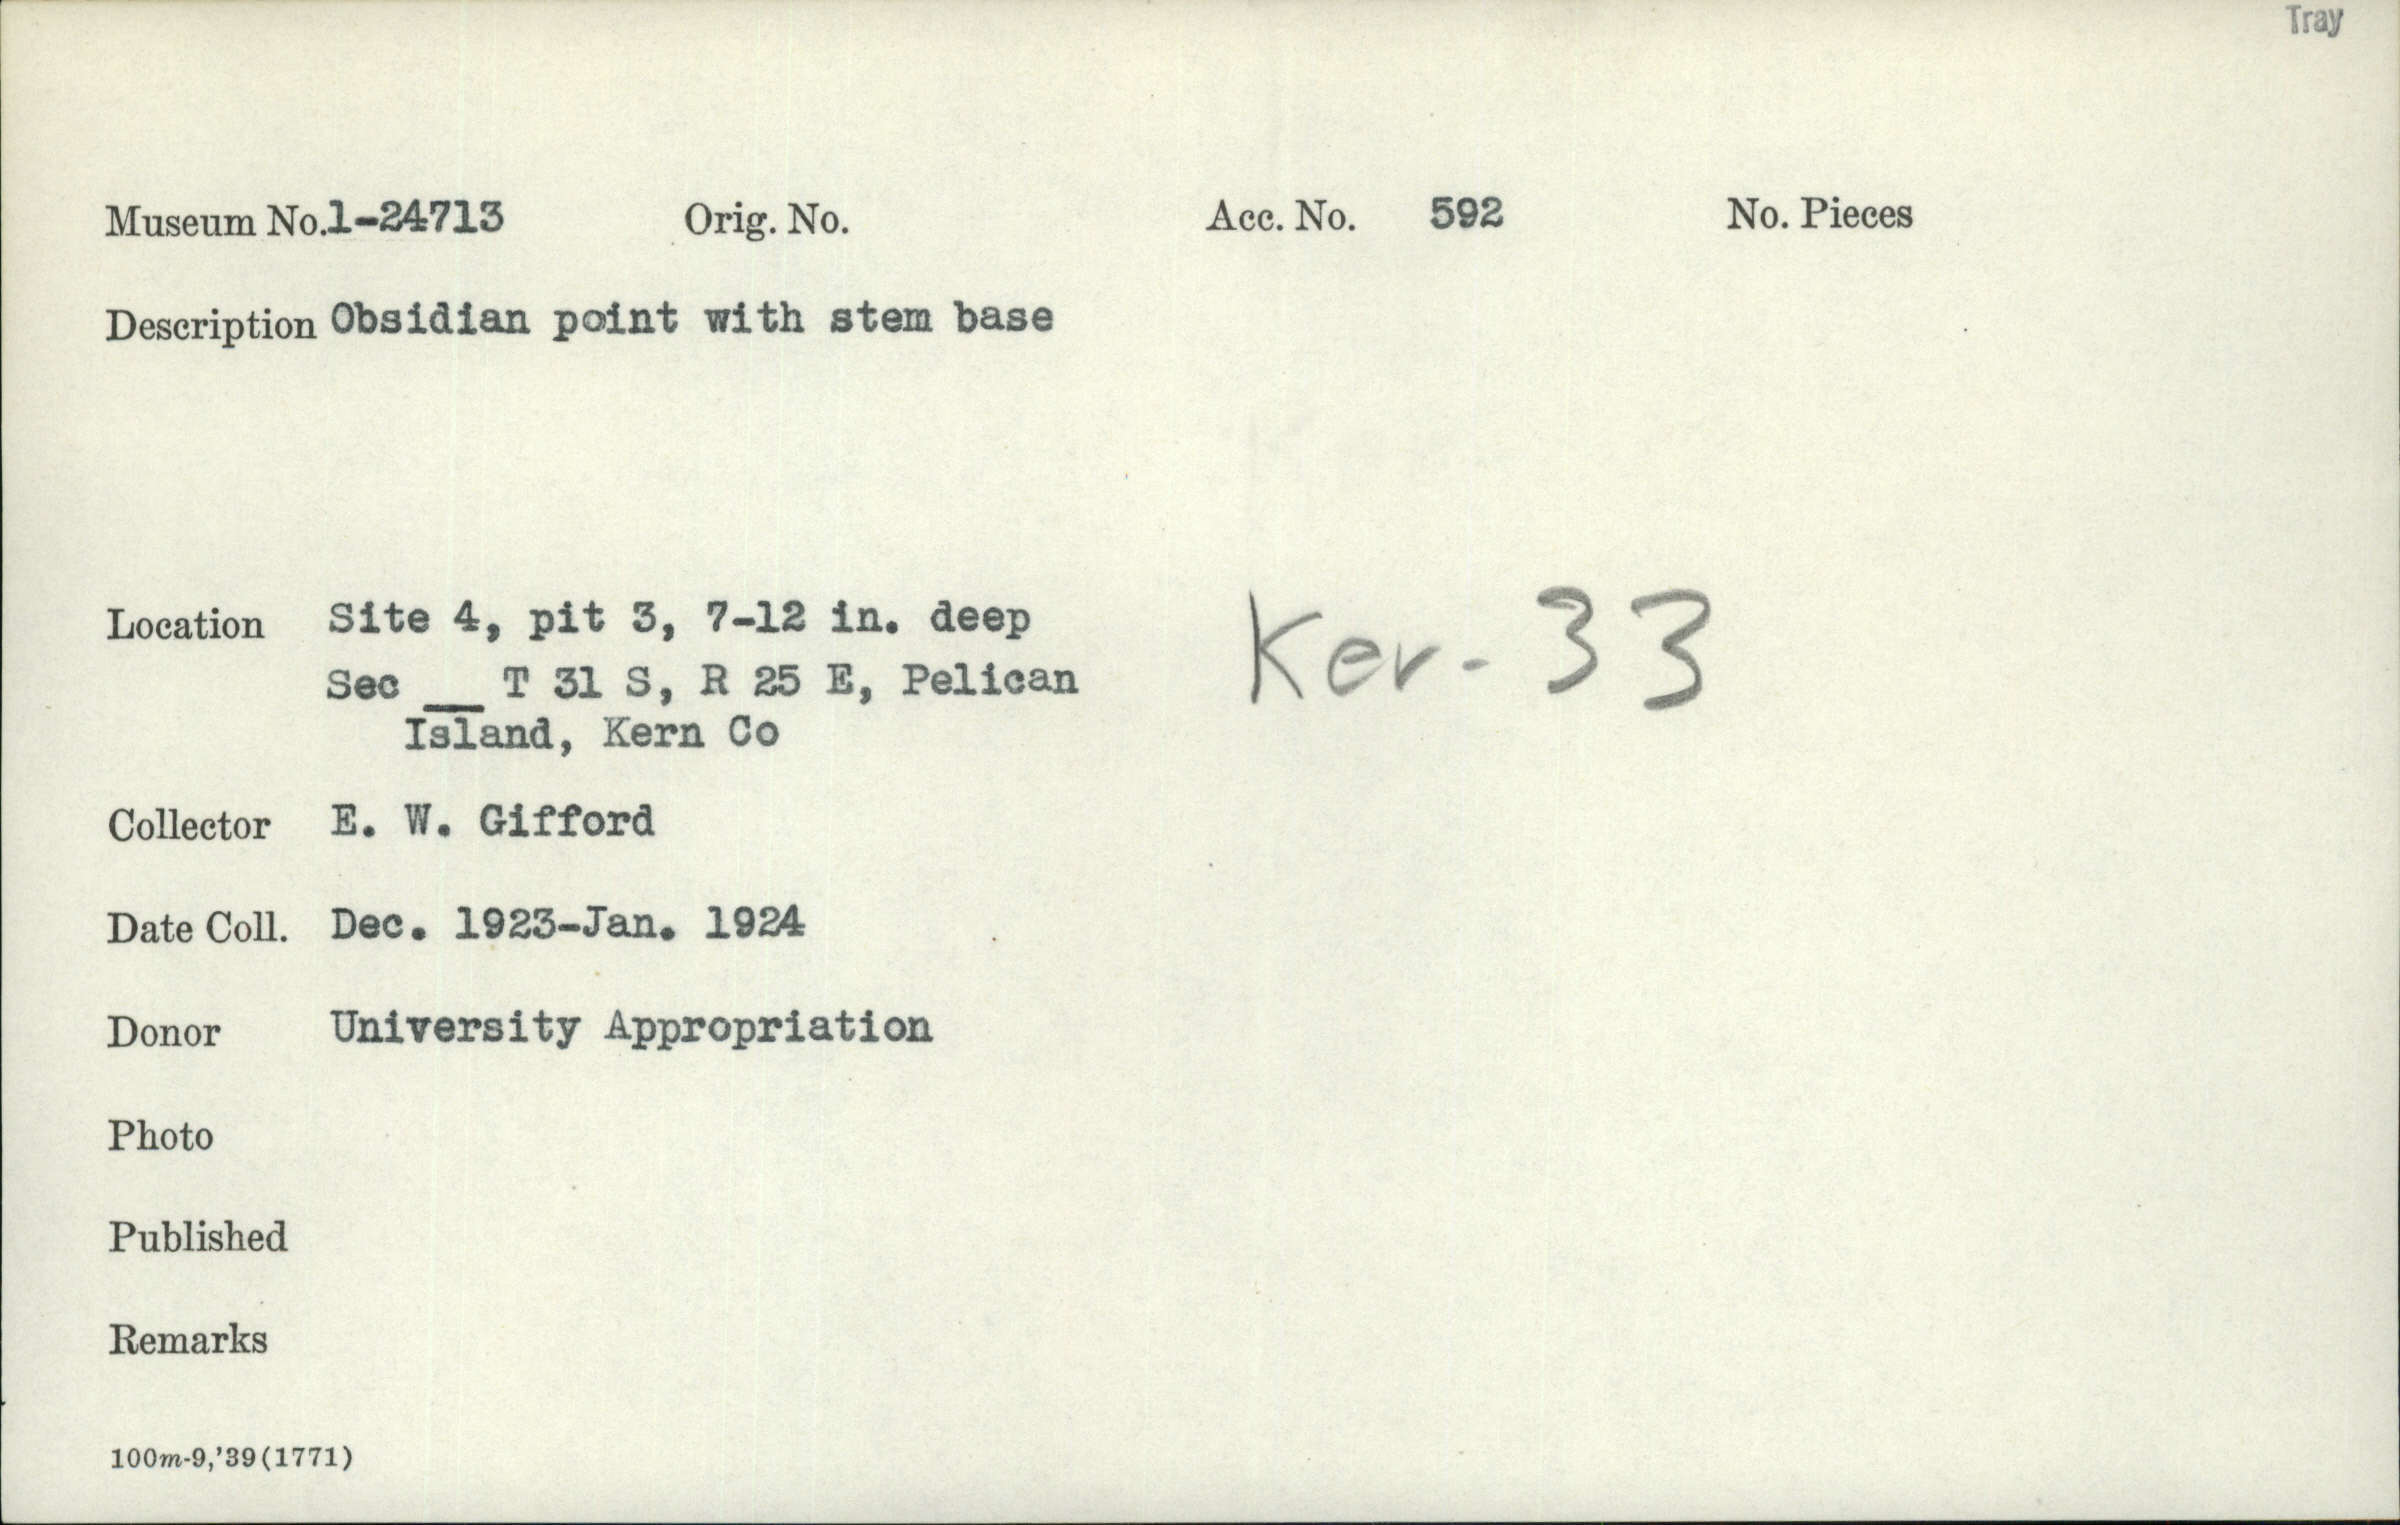 Tray
Museum No. 1-24713 Orig. No. Acc. No. 592 No. Pieces
Description Obsidian point with stem base
Location Site 4, pit 3, 7-12 in. deep
Sec __ T 31 S, R 25 E, Pelican
Island, Kern Co
Ker-33
Collector E. W. Gifford
Date Coll. Dec. 1923-Jan. 1924
Donor University Appropriation
Photo
Published
Remarks
100m-9,'39(1771)